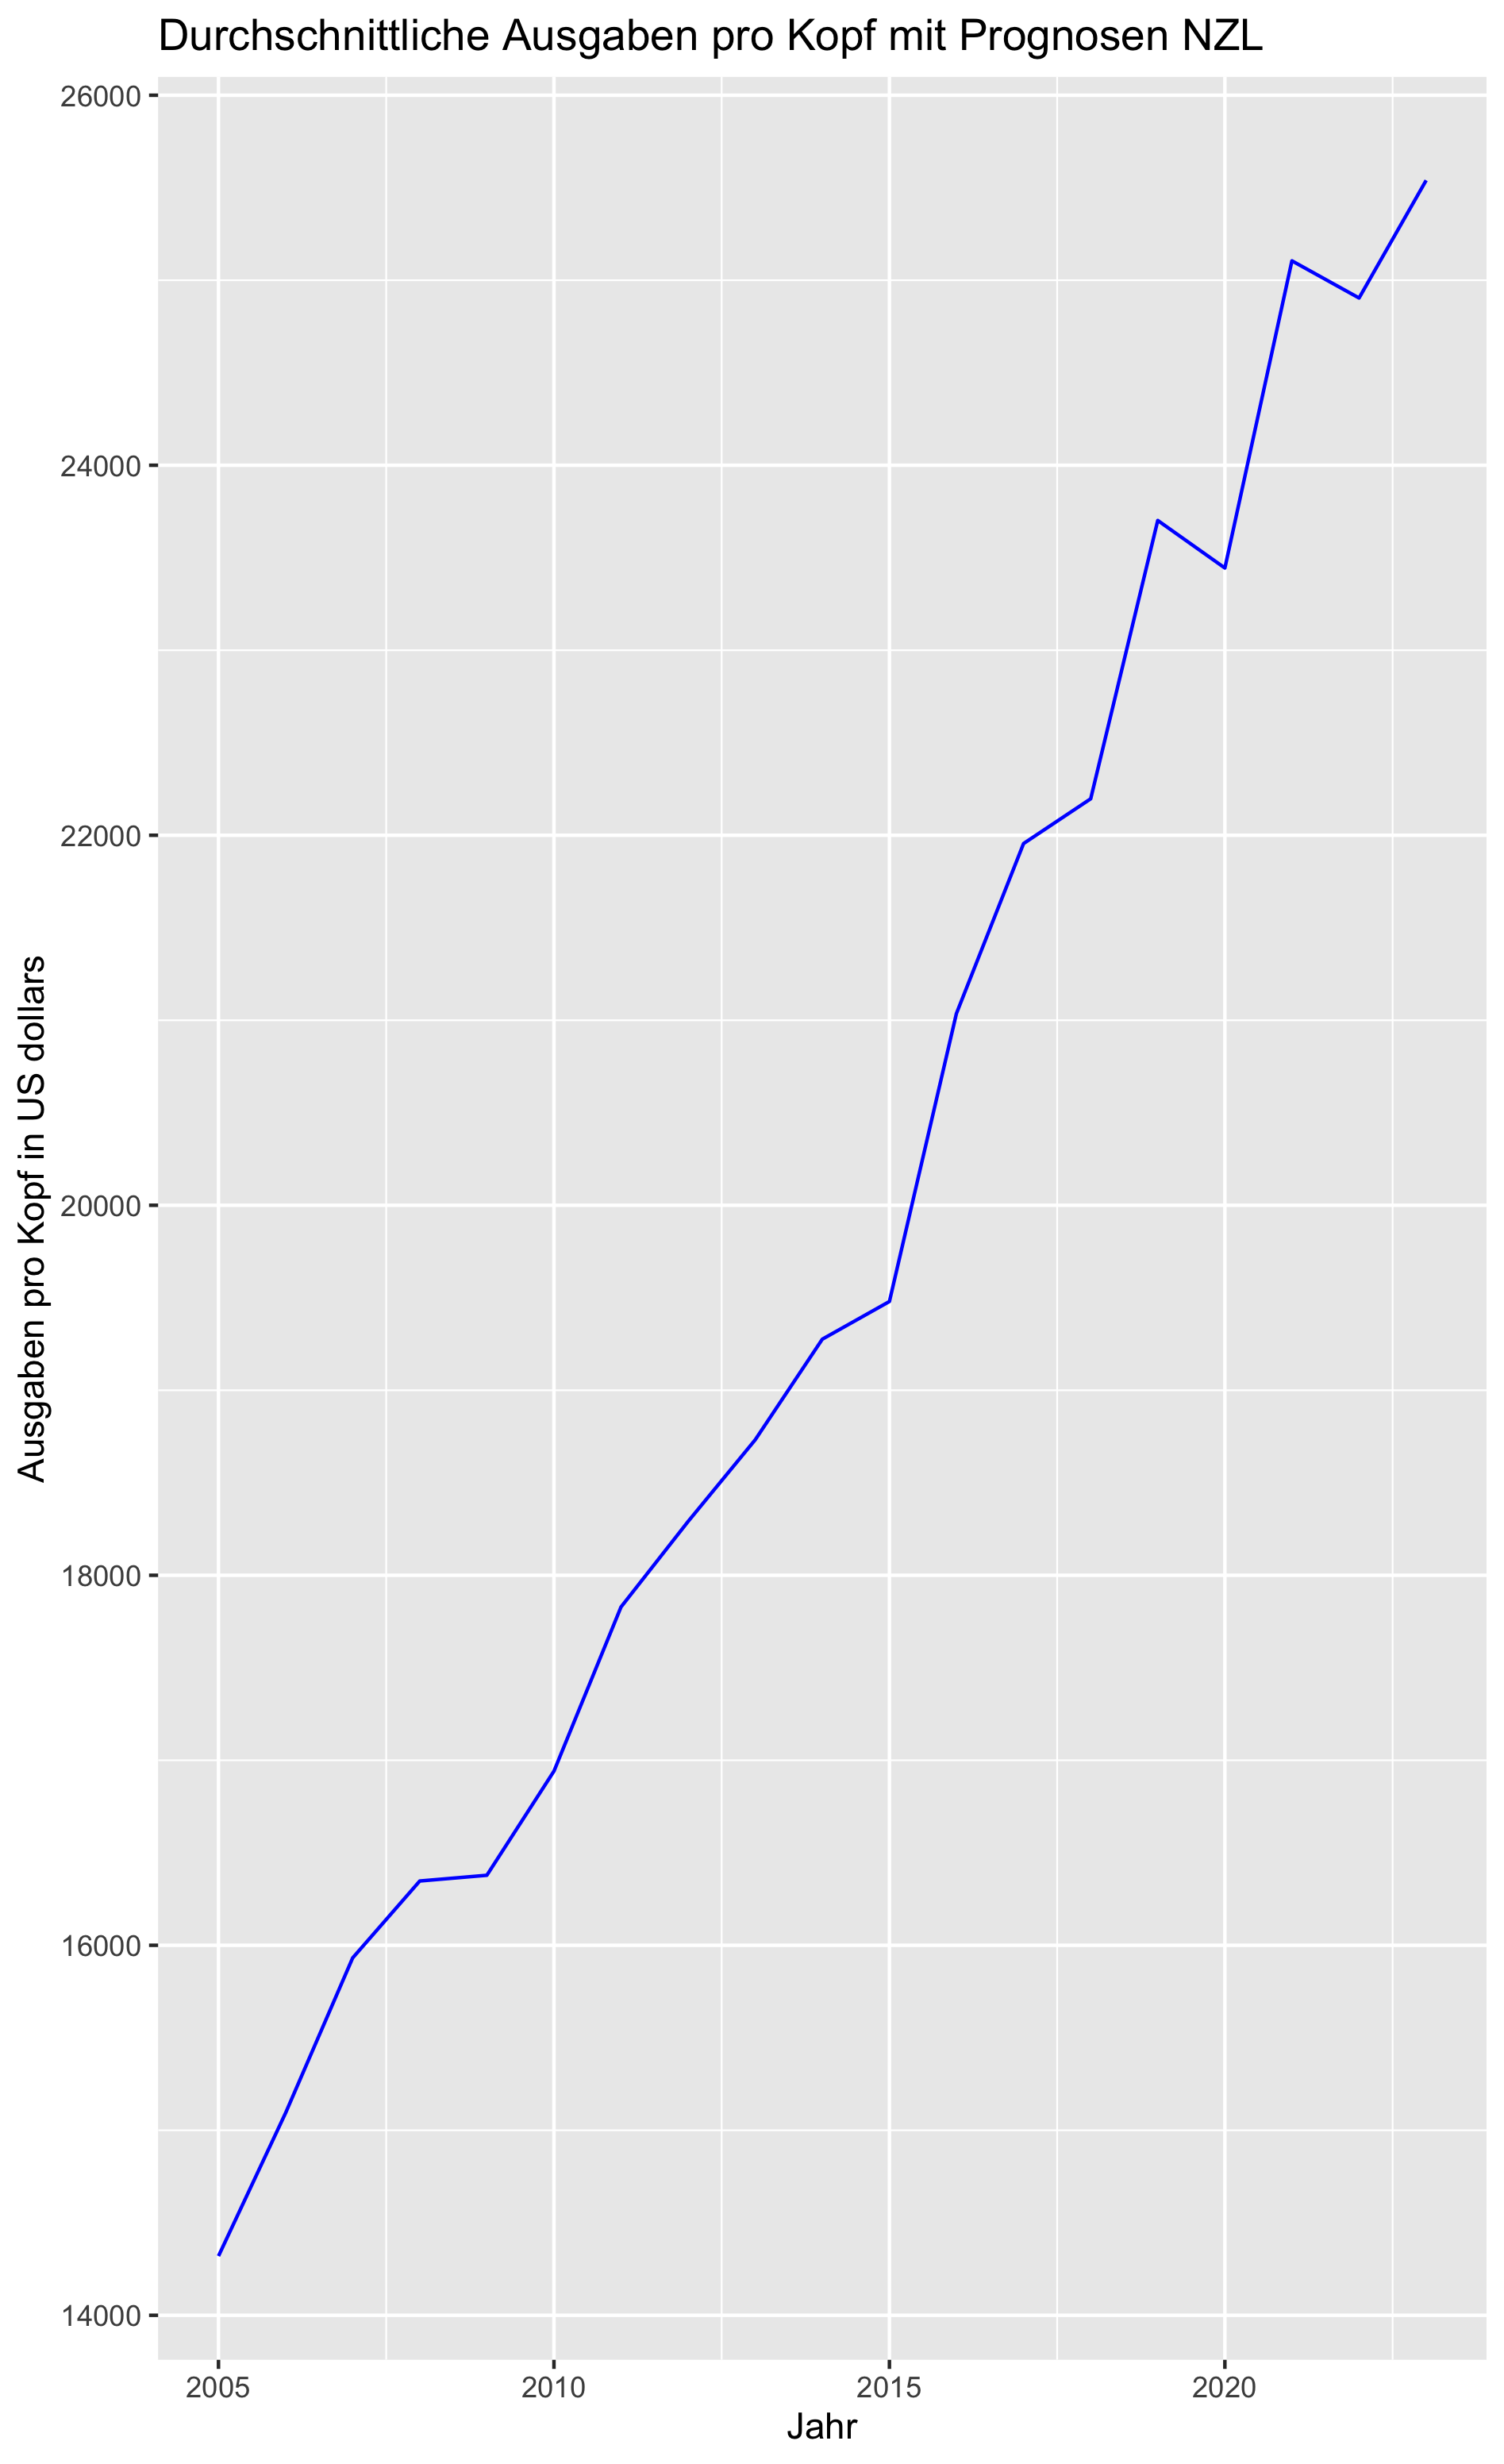 Durchschnittliche Ausgaben pro Kopf mit Prognosen NZL
Ausgaben pro Kopf in US dollars
26000
24000
22000
20000
18000
16000
14000
2005 2010 2015 2020
Jahr